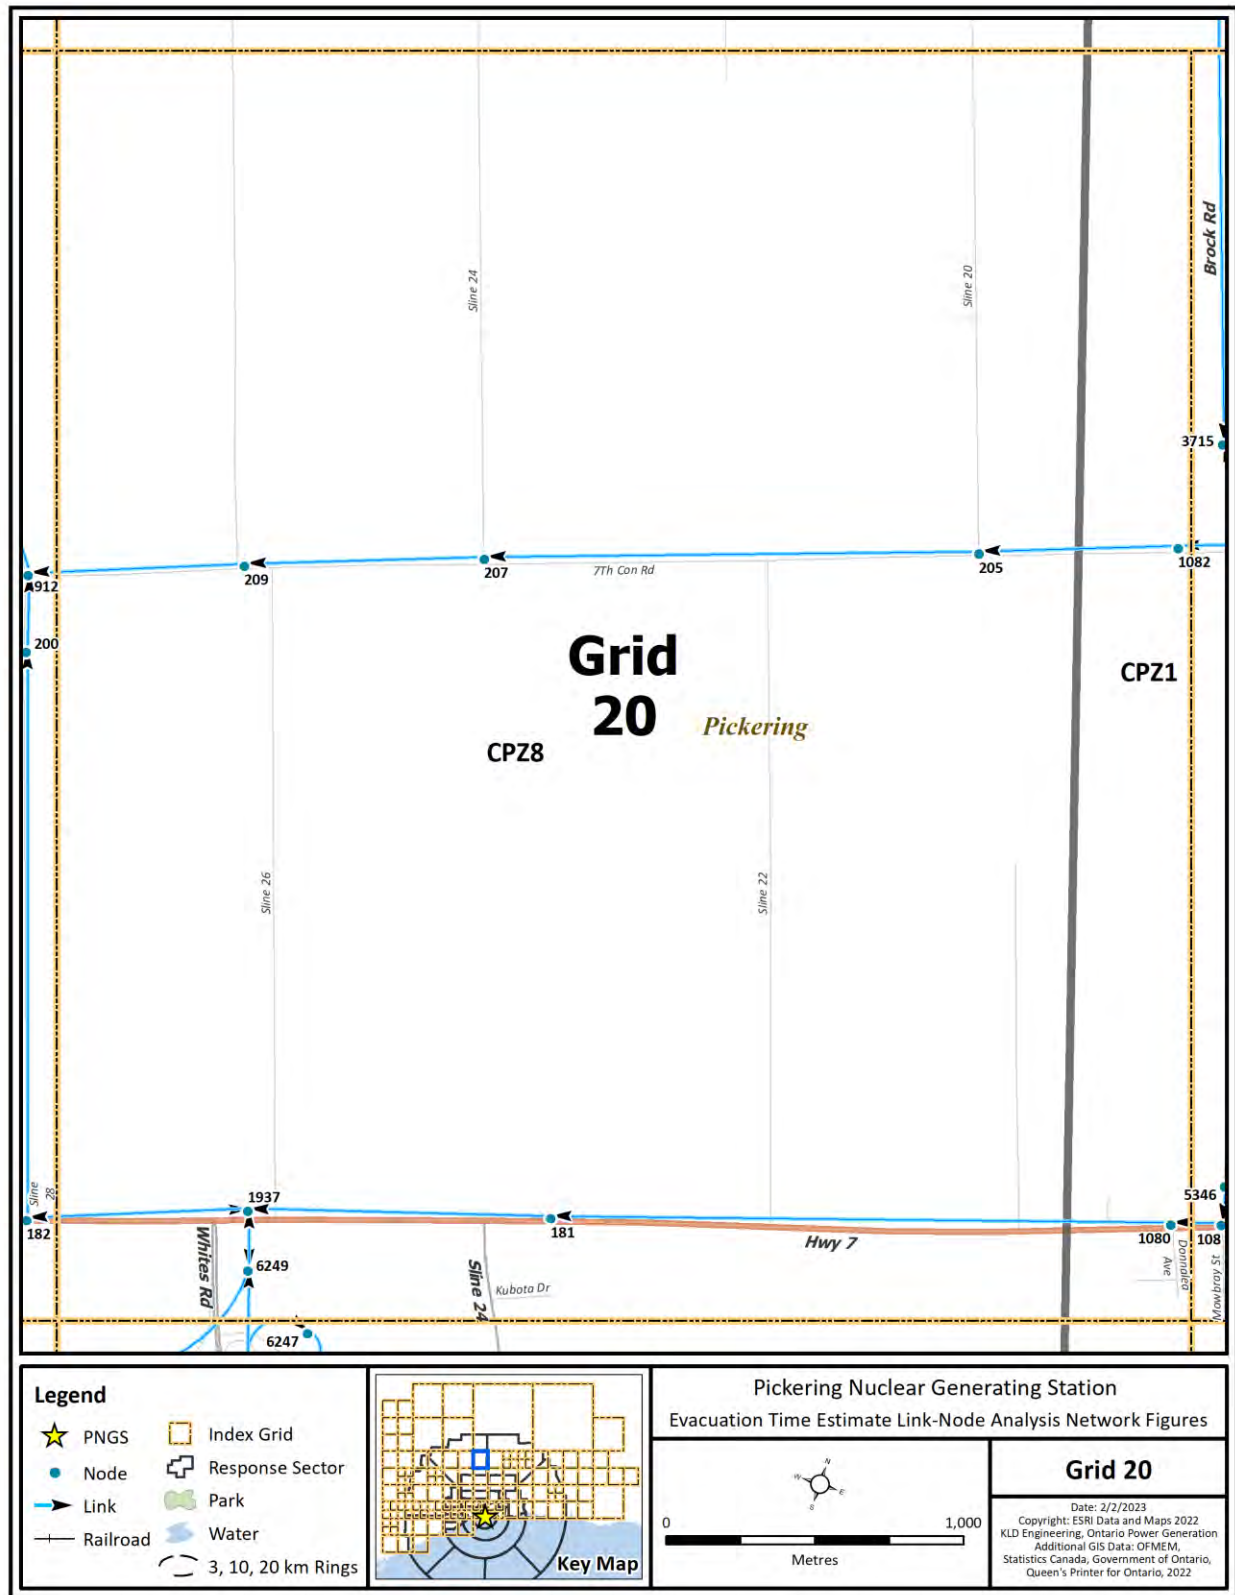 Sline 24
Sline 20
Brock Rd
3715
912
209
207
7Th Con Rd
205
1082
200
Grid
20
Pickering
CPZ1
CPZ8
Sline 26
Sline 22
Sline
28
1937
5346
182
181
Hwy 7
1080
108
Whites Rd
6249
Sline 24
Kubota Dr
Donnalea
Ave
Mowbray St
6247
Legend
PNGS
Node
Link
Railroad
Index Grid
Response Sector
Park
Water
3, 10, 20 km Rings
Key Map
Pickering Nuclear Generating Station
Evacuation Time Estimate Link-Node Analysis Network Figures
N
W
E
S
0
1,000
Metres
Grid 20
Date: 2/2/2023
Copyright: ESRI Data and Maps 2022
KLD Engineering, Ontario Power Generation
Additional GIS Data: OFMEM,
Statistics Canada, Government of Ontario,
Queen's Printer for Ontario, 2022